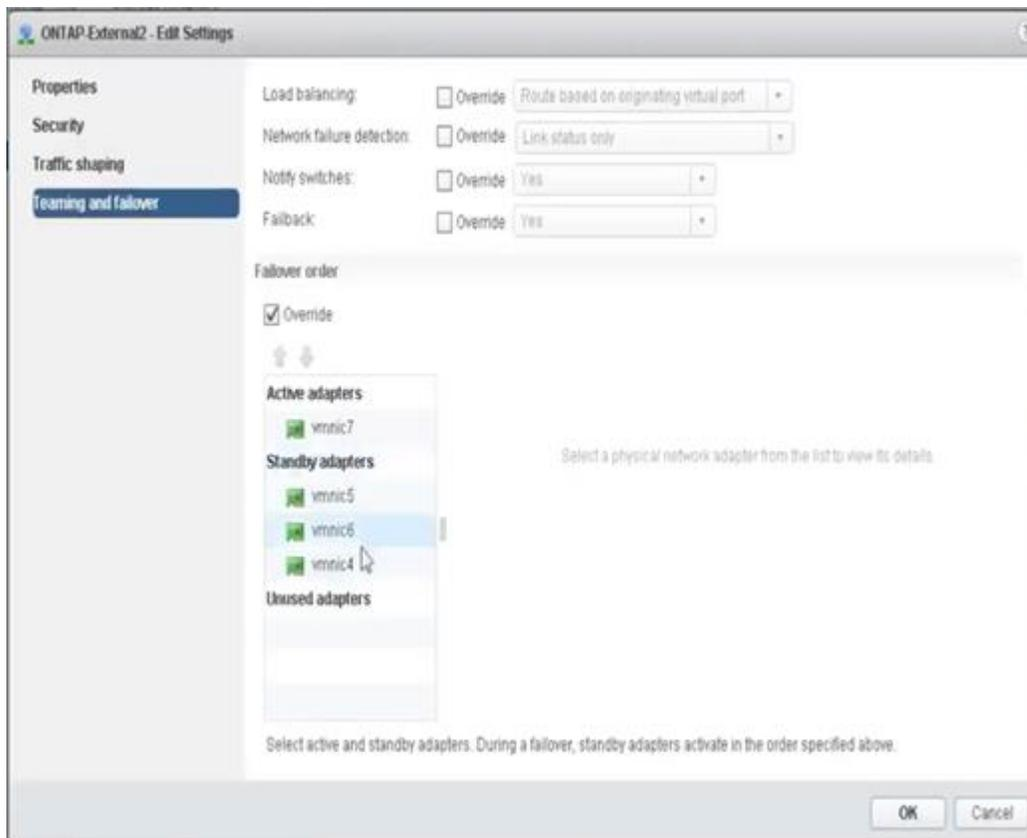 ONTAP-External2 - Edit Settings
Properties
Security
Traffic shaping
Teaming and failover
Load balancing: Override Route based on originating virtual port
Network failure detection: Override Link status only
Notify switches: Override Yes
Failback: Override Yes
Failover order
Override
Active adapters
vmnic7
Standby adapters
vmnic5
vmnic6
vmnic4
Unused adapters
Select a physical network adapter from the list to view its details.
Select active and standby adapters. During a failover, standby adapters activate in the order specified above.
OK Cancel